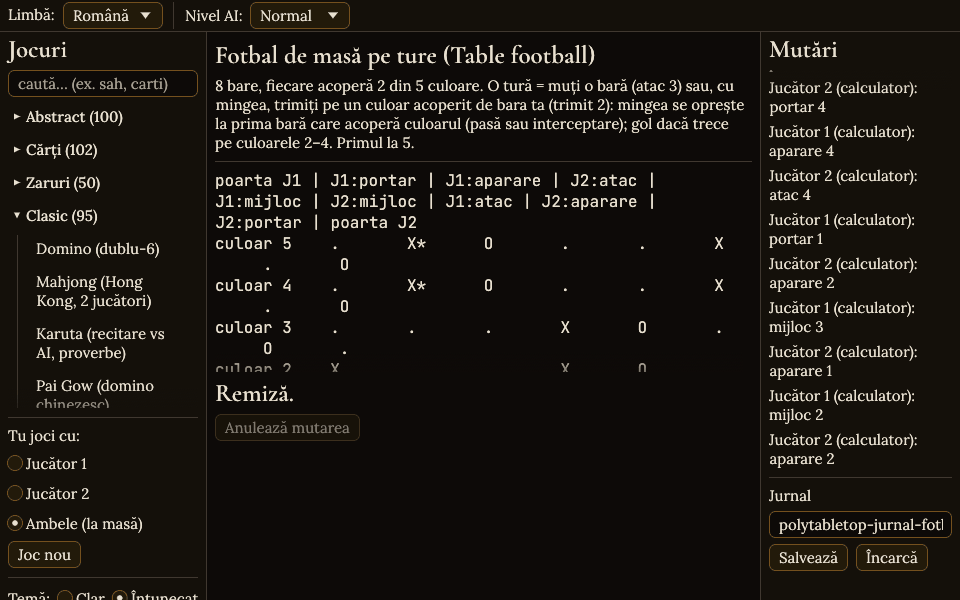 Limbă: Română ▼ Nivel AI: Normal ▼
Jocuri
caută... (ex. sah, carti)
▸ Abstract (100)
▸ Cărți (102)
▸ Zaruri (50)
▾ Clasic (95)
Domino (dublu-6)
Mahjong (Hong
Kong, 2 jucători)
Karuta (recitare vs
AI, proverbe)
Pai Gow (domino
chinezesc)
Tu joci cu:
Jucător 1
Jucător 2
Ambele (la masă)
Joc nou
Temă: Clar Întunecat
Fotbal de masă pe ture (Table football)
8 bare, fiecare acoperă 2 din 5 culoare. O tură = muți o bară (atac 3) sau, cu
mingea, trimiți pe un culoar acoperit de bara ta (trimit 2): mingea se oprește
la prima bară care acoperă culoarul (pasă sau interceptare); gol dacă trece
pe culoarele 2–4. Primul la 5.
poarta J1 | J1:portar | J1:aparare | J2:atac |
J1:mijloc | J2:mijloc | J1:atac | J2:aparare |
J2:portar | poarta J2
culoar 5 . X* O . . X
. O
culoar 4 . X* O . . X
. O
culoar 3 . . . X O .
O .
culoar 2 X X O
Remiză.
Anulează mutarea
Mutări
Jucător 2 (calculator):
portar 4
Jucător 1 (calculator):
aparare 4
Jucător 2 (calculator):
atac 4
Jucător 1 (calculator):
portar 1
Jucător 2 (calculator):
aparare 2
Jucător 1 (calculator):
mijloc 3
Jucător 2 (calculator):
aparare 1
Jucător 1 (calculator):
mijloc 2
Jucător 2 (calculator):
aparare 2
Jurnal
polytabletop-jurnal-fotl
Salvează Încarcă